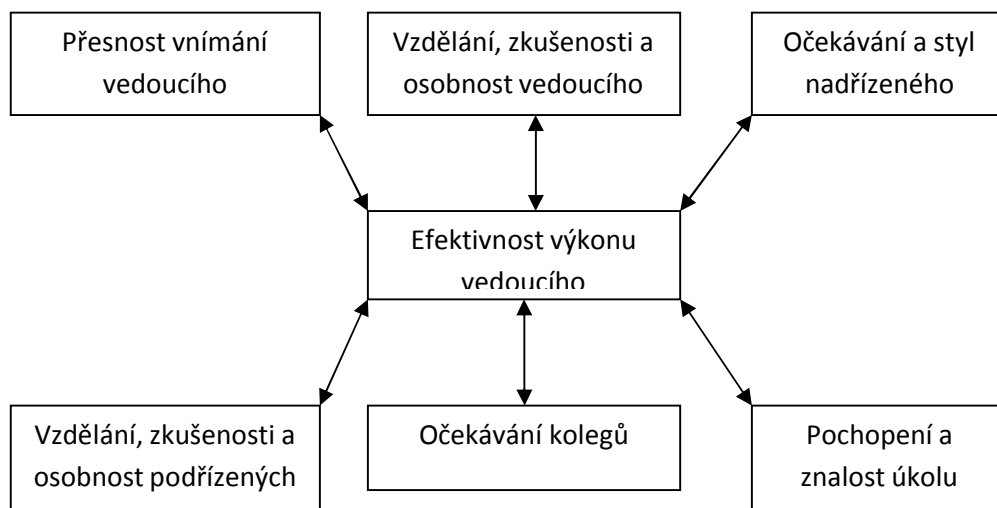 Přesnost vnímání
vedoucího
Vzdělání, zkušenosti a
osobnost vedoucího
Očekávání a styl
nadřízeného
Efektivnost výkonu
vedoucího
Vzdělání, zkušenosti a
osobnost podřízených
Očekávání kolegů
Pochopení a
znalost úkolu